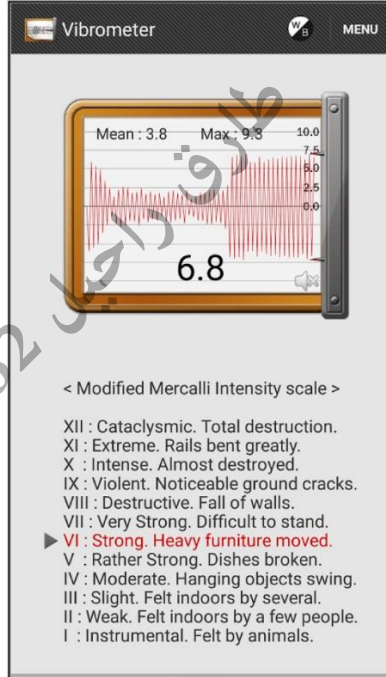 Vibrometer
W
B
MENU
Mean : 3.8 Max : 9.3 10.0
7.5
5.0
2.5
0.0
6.8
طارق راحيل
< Modified Mercalli Intensity scale >
XII : Cataclysmic. Total destruction.
XI : Extreme. Rails bent greatly.
X : Intense. Almost destroyed.
IX : Violent. Noticeable ground cracks.
VIII : Destructive. Fall of walls.
VII : Very Strong. Difficult to stand.
VI : Strong. Heavy furniture moved.
V : Rather Strong. Dishes broken.
IV : Moderate. Hanging objects swing.
III : Slight. Felt indoors by several.
II : Weak. Felt indoors by a few people.
I : Instrumental. Felt by animals.